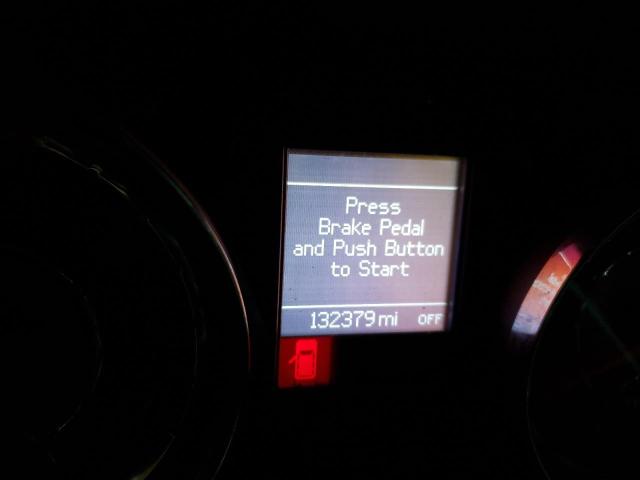 Press
Brake Pedal
and Push Button
to Start
132379 mi OFF